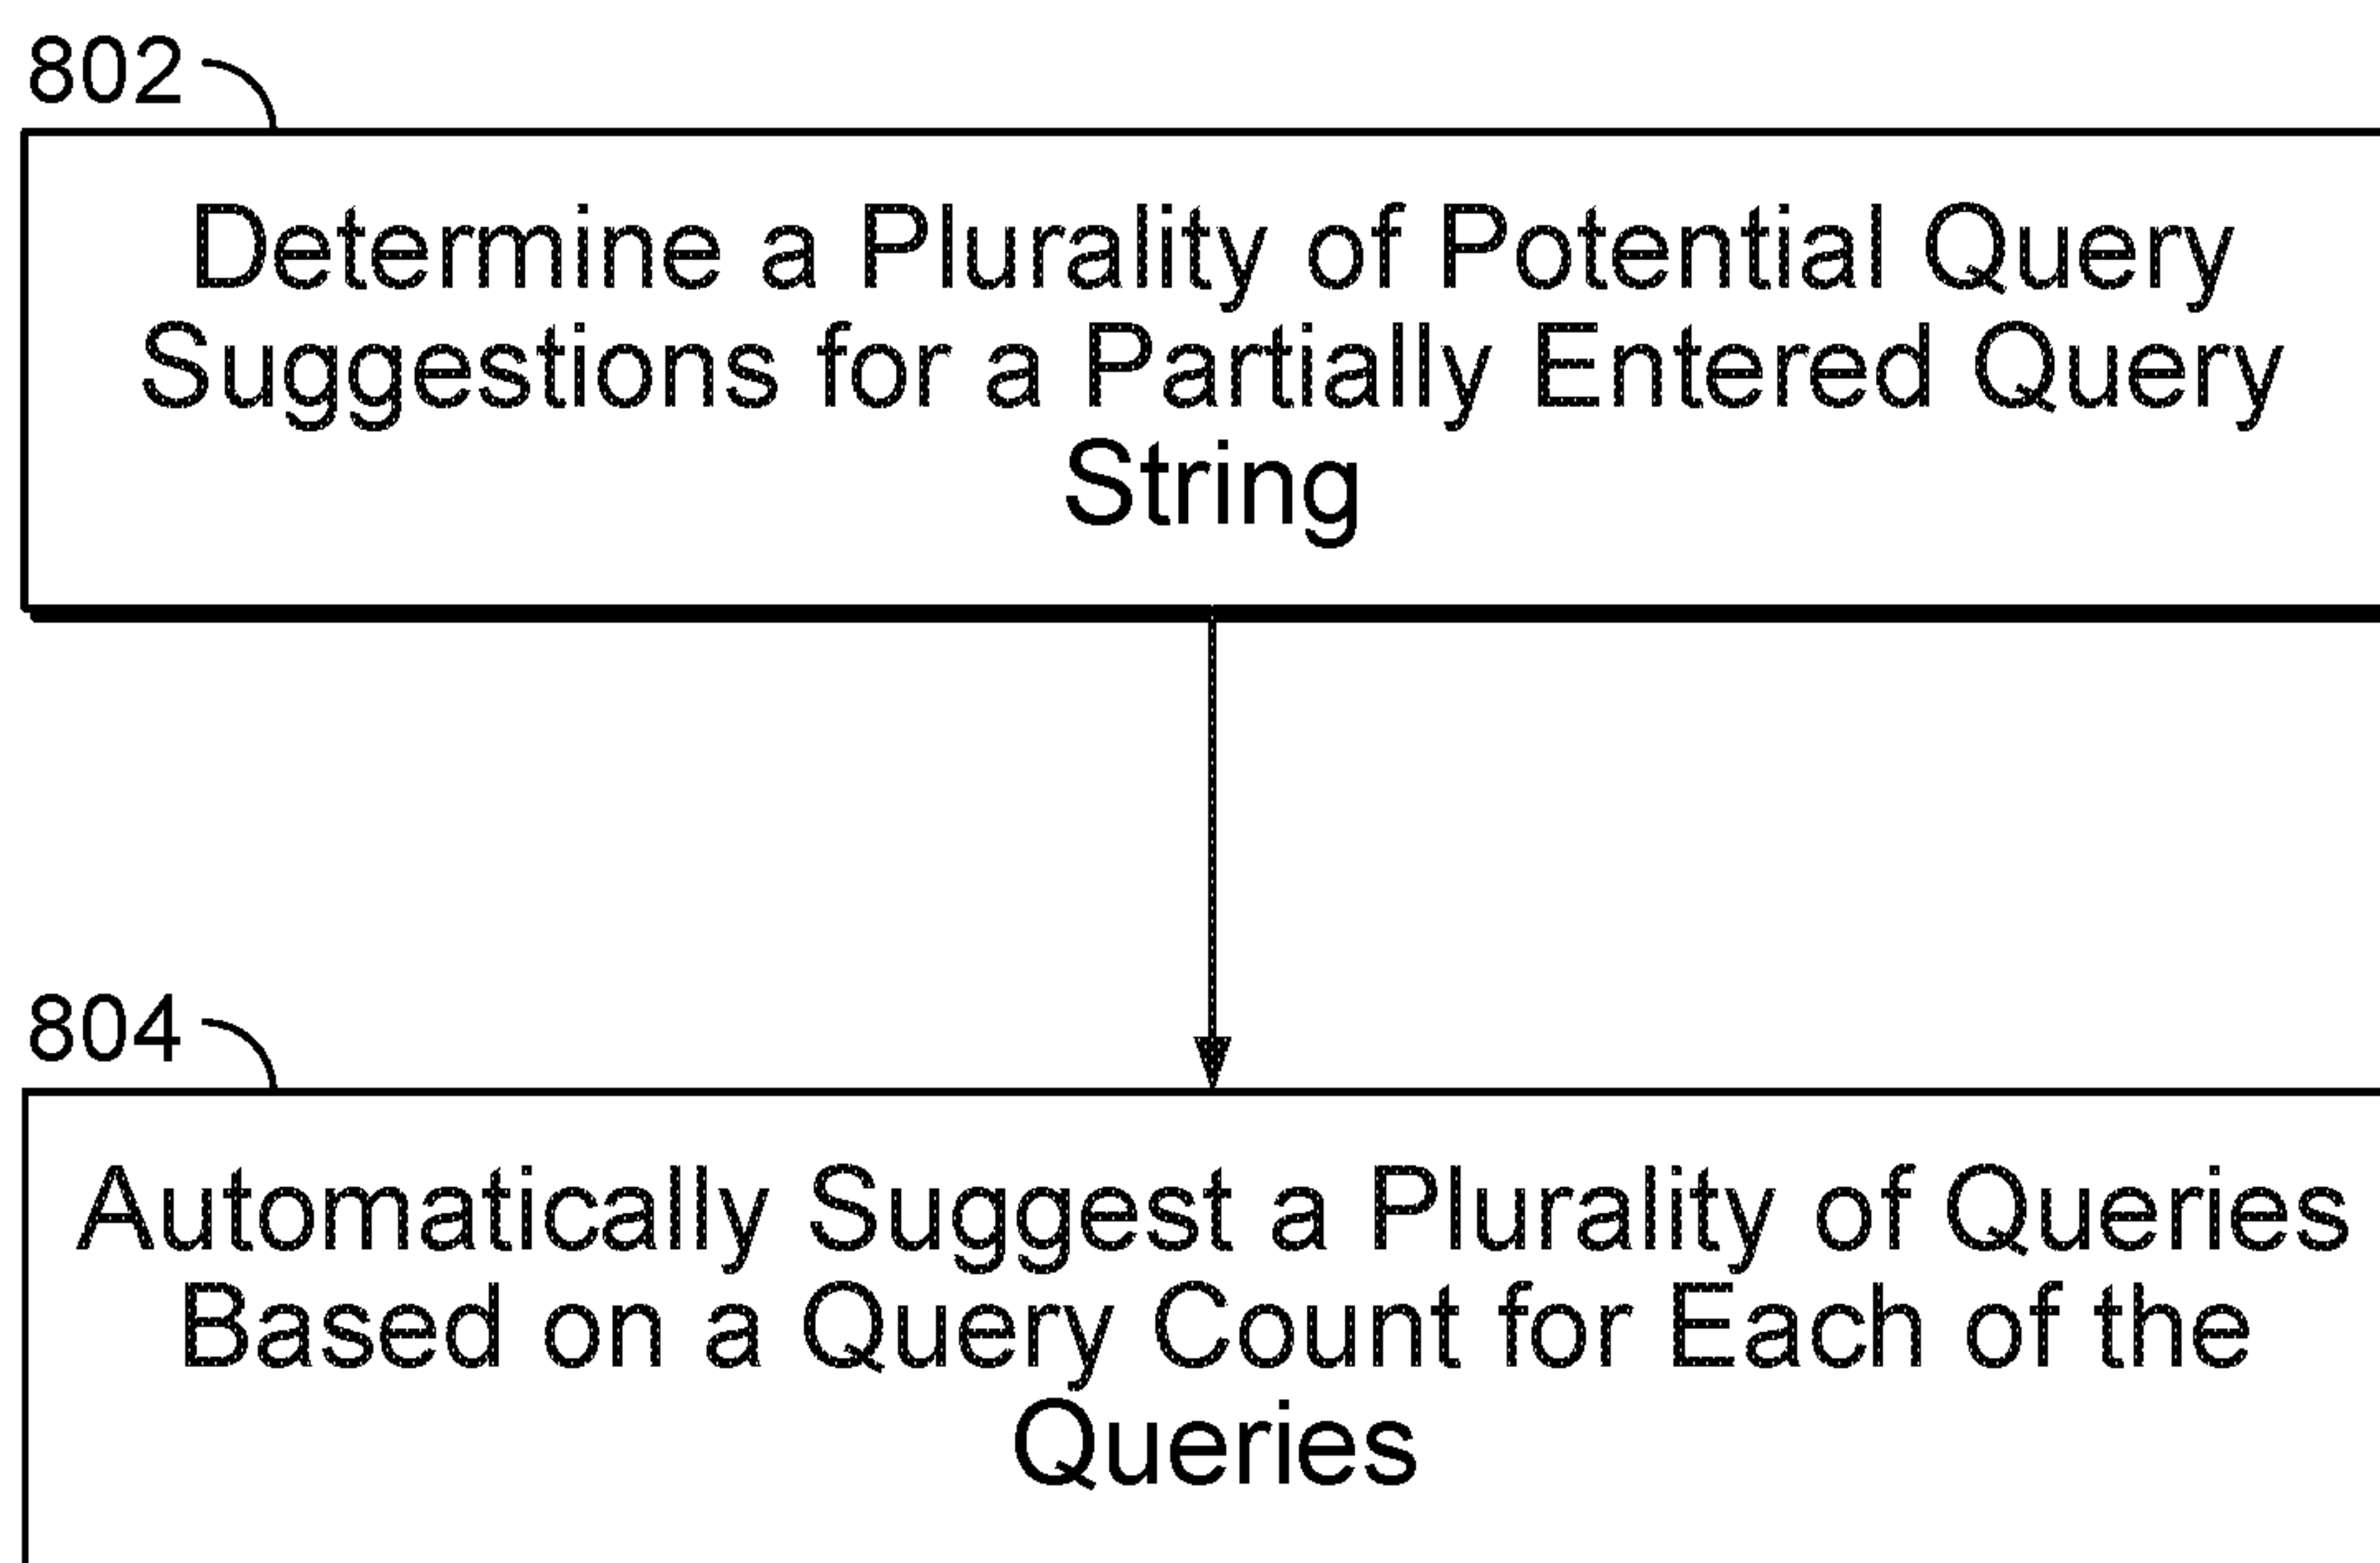 802
Determine a Plurality of Potential Query
Suggestions for a Partially Entered Query
String
804
Automatically Suggest a Plurality of Queries
Based on a Query Count for Each of the
Queries